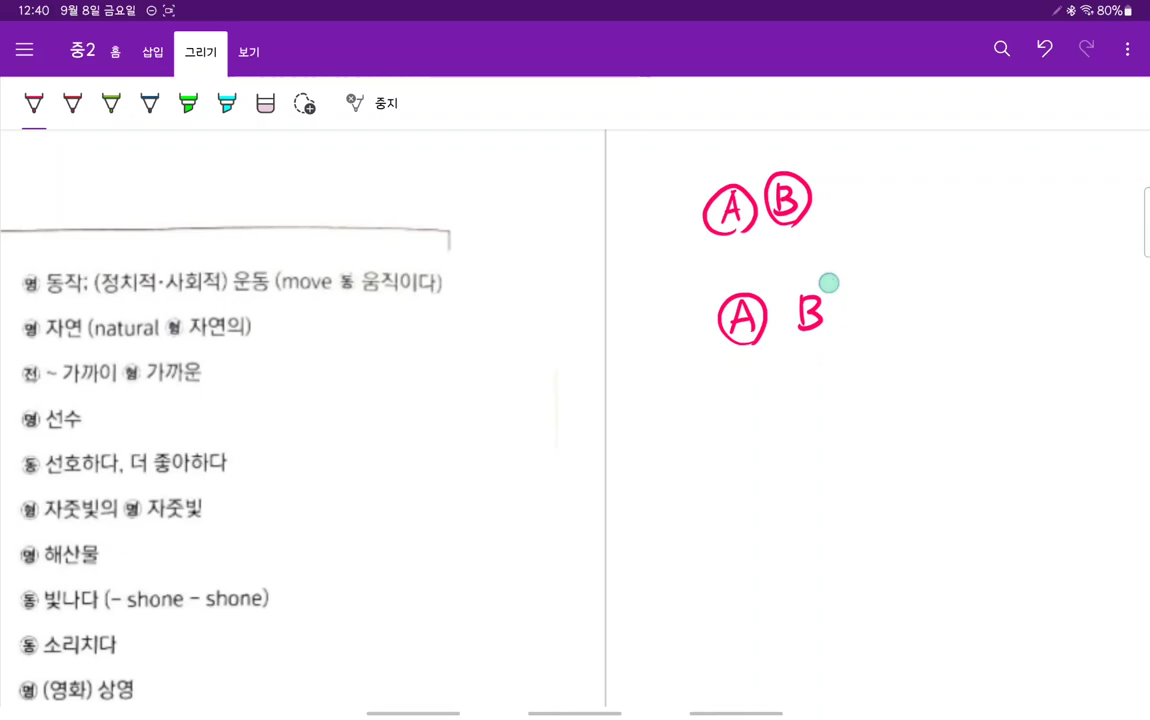 12:40 9월 8일 금요일 80%
중2 홈 삽입 그리기 보기
중지
A B
명 동작; (정치적·사회적) 운동 (move 동 움직이다)
A B
명 자연 (natural 형 자연의)
전 ~ 가까이 형 가까운
명 선수
동 선호하다, 더 좋아하다
형 자줏빛의 명 자줏빛
명 해산물
동 빛나다 (- shone - shone)
동 소리치다
명 (영화) 상영